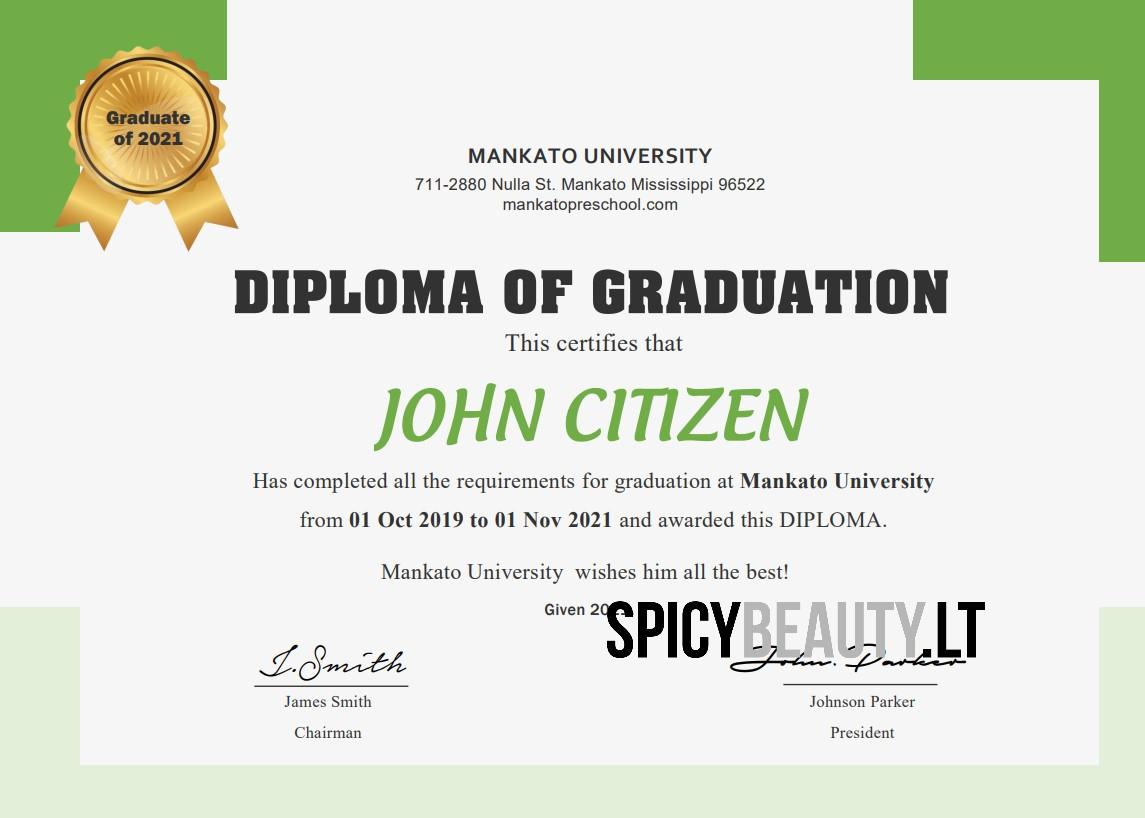 Graduate
of 2021
MANKATO UNIVERSITY
711-2880 Nulla St. Mankato Mississippi 96522
mankatopreschool.com
DIPLOMA OF GRADUATION
This certifies that
JOHN CITIZEN
Has completed all the requirements for graduation at Mankato University
from 01 Oct 2019 to 01 Nov 2021 and awarded this DIPLOMA.
Mankato University wishes him all the best!
Given
SPICYBEAUTY.LT
J.Smith
John. Parker
James Smith
Johnson Parker
Chairman
President